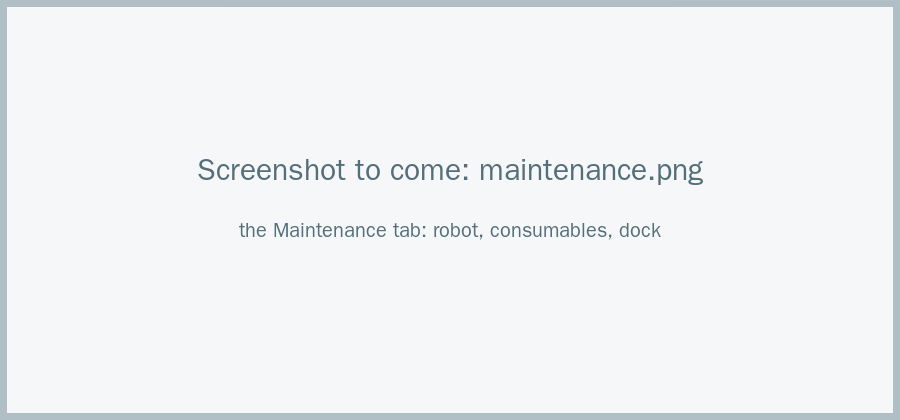 Screenshot to come: maintenance.png
the Maintenance tab: robot, consumables, dock